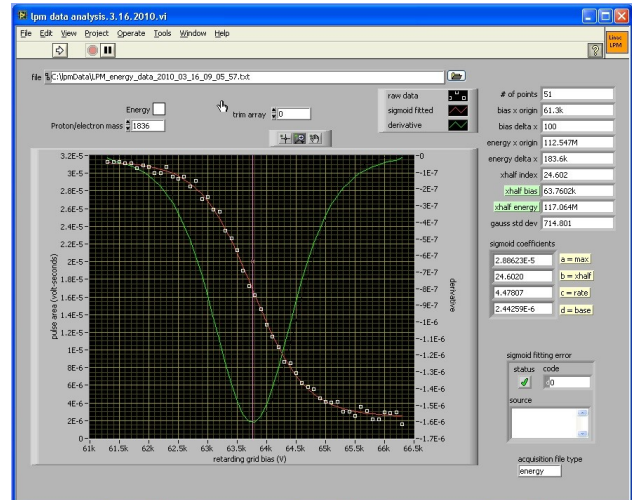 lpm data analysis.3.16.2010.vi
File Edit View Project Operate Tools Window Help
Linac LPM
file C:\lpmData\LPM_energy_data_2010_03_16_09_05_57.txt
Energy
Proton/electron mass 1836
trim array 0
raw data
sigmoid fitted
derivative
# of points 51
bias x origin 61.3k
bias delta x 100
energy x origin 112.547M
energy delta x 183.6k
xhalf index 24.602
xhalf bias 63.7602k
xhalf energy 117.064M
gauss std dev 714.801
sigmoid coefficients
2.88623E-5 a = max
24.6020 b = xhalf
4.47807 c = rate
2.44259E-6 d = base
sigmoid fitting error
status code
0
source
acquisition file type
energy
pulse area (volt-seconds)
3.2E-5
3E-5
2.8E-5
2.6E-5
2.4E-5
2.2E-5
2E-5
1.8E-5
1.6E-5
1.4E-5
1.2E-5
1E-5
8E-6
6E-6
4E-6
2E-6
0
61k 61.5k 62k 62.5k 63k 63.5k 64k 64.5k 65k 65.5k 66k 66.5k
retarding grid bias (V)
-0
-1E-7
-2E-7
-3E-7
-4E-7
-5E-7
-6E-7
-7E-7
-8E-7
-9E-7
-1E-6
-1.1E-6
-1.2E-6
-1.3E-6
-1.4E-6
-1.5E-6
-1.6E-6
-1.7E-6
derivative